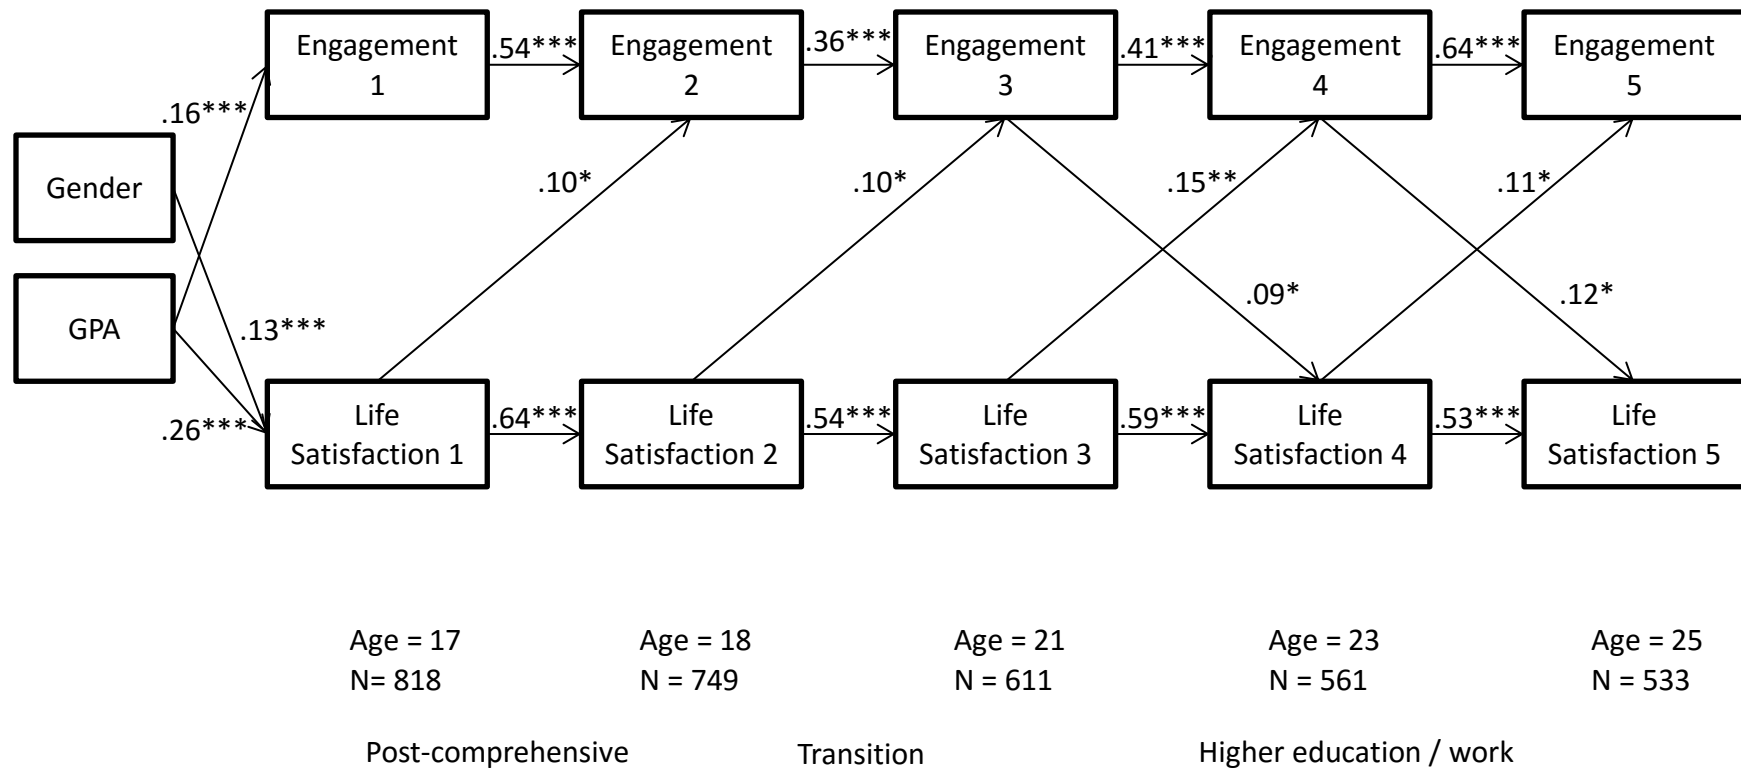 Engagement
1
.54***
Engagement
2
.36***
Engagement
3
.41***
Engagement
4
.64***
Engagement
5
.16***
Gender
.10*
.10*
.15**
.11*
GPA
.13***
.09*
.12*
.26***
Life
Satisfaction 1
.64***
Life
Satisfaction 2
.54***
Life
Satisfaction 3
.59***
Life
Satisfaction 4
.53***
Life
Satisfaction 5
Age = 17
N= 818
Age = 18
N = 749
Age = 21
N = 611
Age = 23
N = 561
Age = 25
N = 533
Post-comprehensive
Transition
Higher education / work